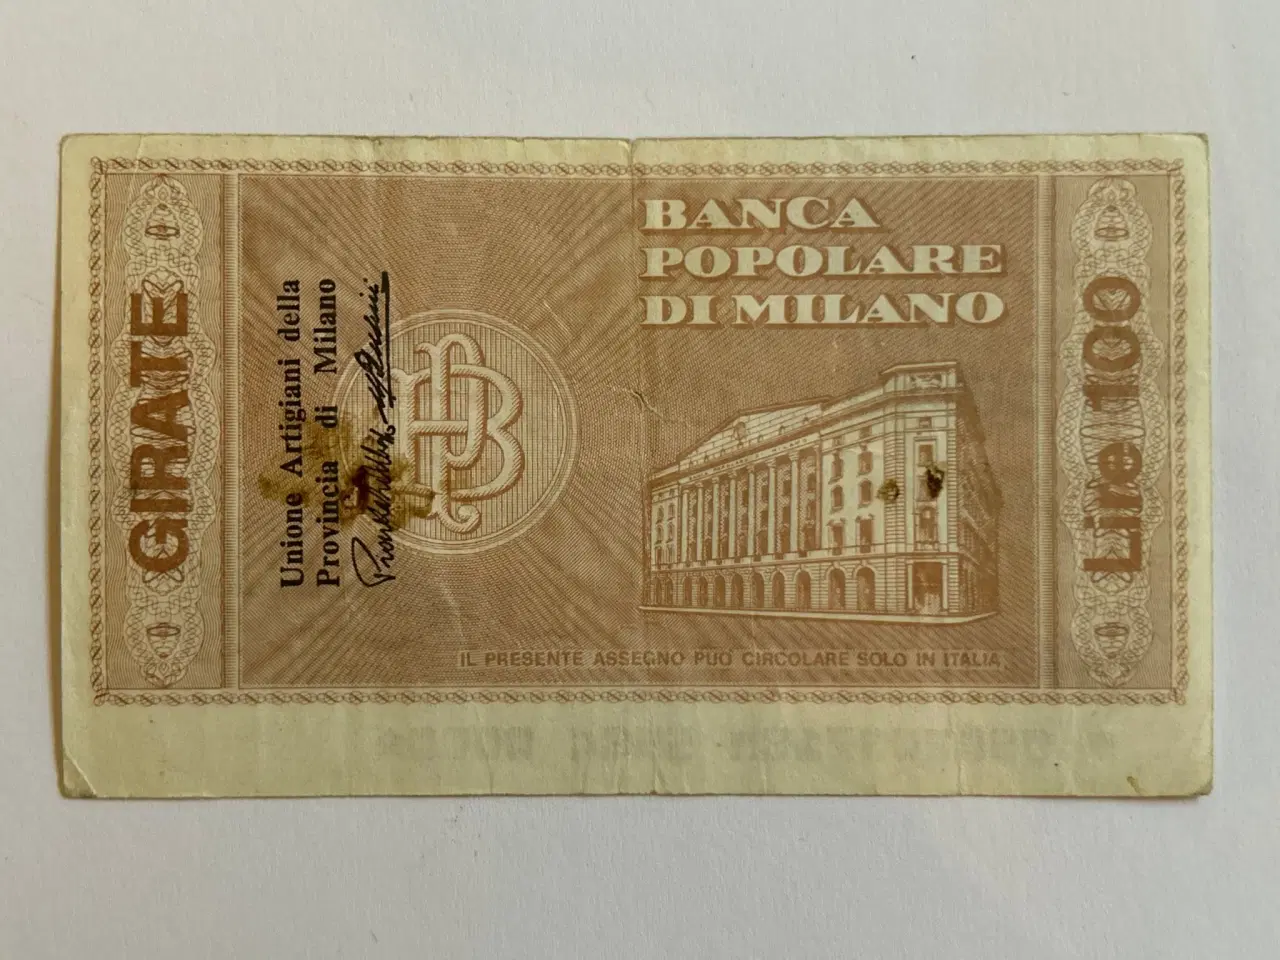 GIRATE
Unione Artigiani della
Provincia di Milano
BANCA
POPOLARE
DI MILANO
IL PRESENTE ASSEGNO PUÒ CIRCOLARE SOLO IN ITALIA
Lire 100